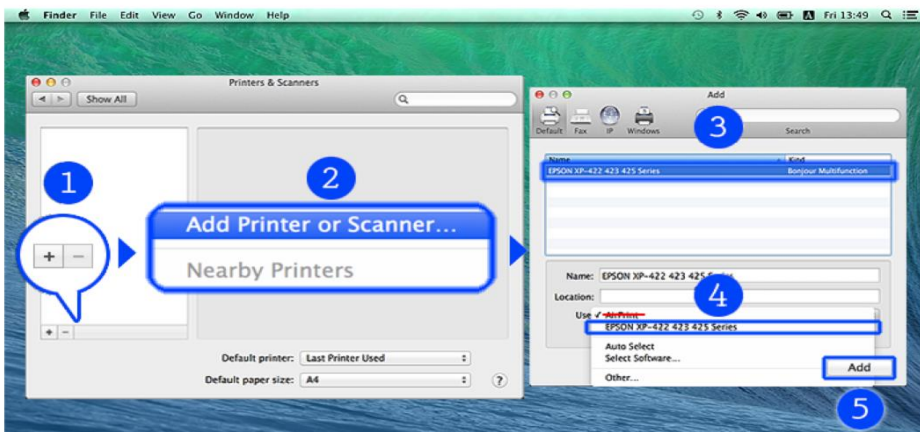 Finder File Edit View Go Window Help
Fri 13:49
Printers & Scanners
Show All
1
+ −
2
Add Printer or Scanner...
Nearby Printers
+ −
Default printer: Last Printer Used
Default paper size: A4
?
Add
Default Fax IP Windows
Search
3
Name Kind
EPSON XP-422 423 425 Series Bonjour Multifunction
Name: EPSON XP-422 423 425 Series
Location:
4
Use ✓ AirPrint
EPSON XP-422 423 425 Series
Auto Select
Select Software...
Other...
Add
5